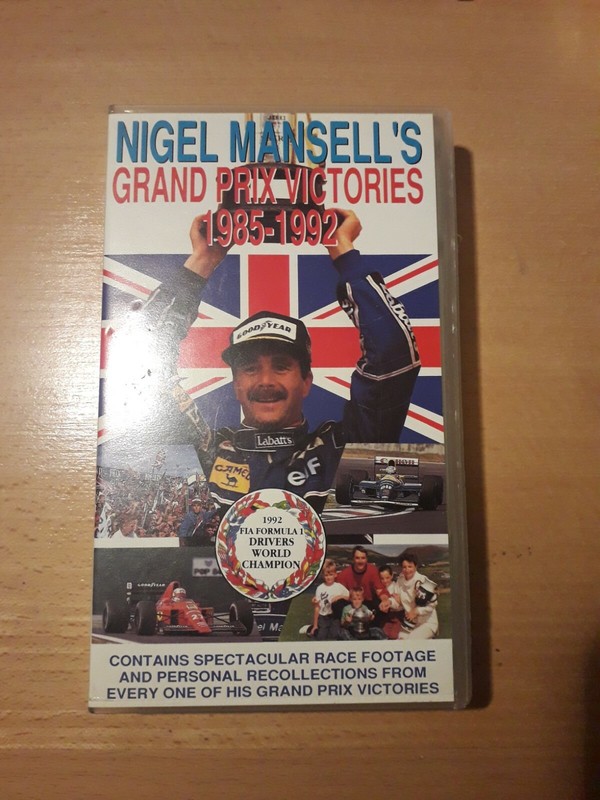 NIGEL MANSELL'S
GRAND PRIX VICTORIES
1985-1992
GOODYEAR
Labatts
CAMEL
elf
Canon
1992
FIA FORMULA 1
DRIVERS
WORLD
CHAMPION
GOODYEAR
CONTAINS SPECTACULAR RACE FOOTAGE
AND PERSONAL RECOLLECTIONS FROM
EVERY ONE OF HIS GRAND PRIX VICTORIES